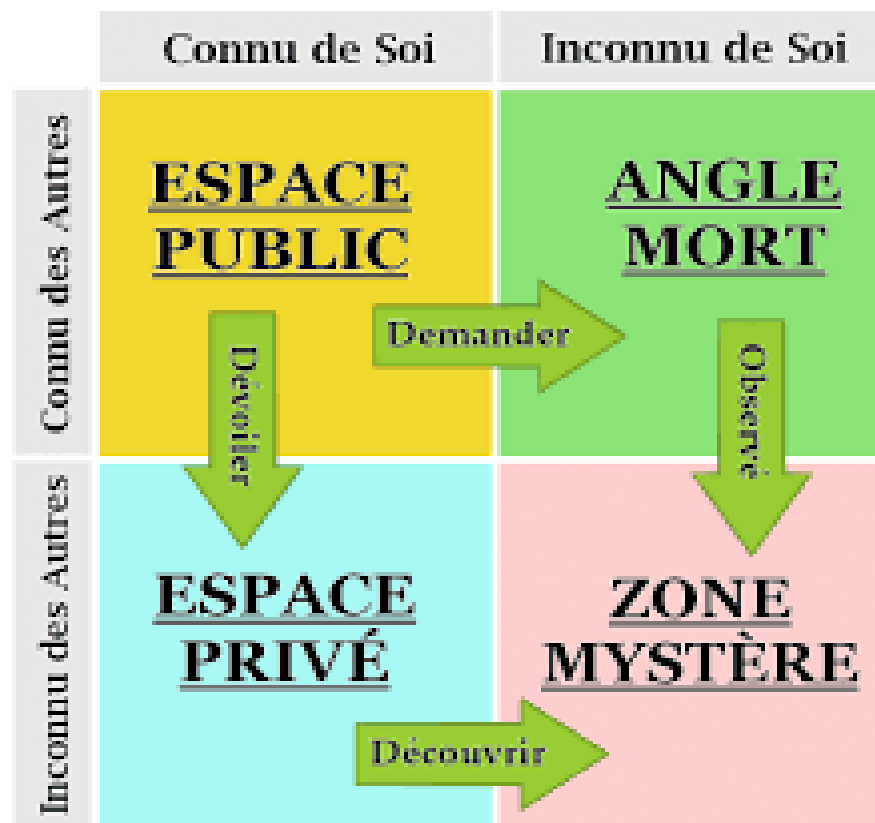 Connu de Soi
Inconnu de Soi
Connu des Autres
ESPACE
PUBLIC
ANGLE
MORT
Demander
Dévoiler
Observé
Inconnu des Autres
ESPACE
PRIVÉ
ZONE
MYSTÈRE
Découvrir